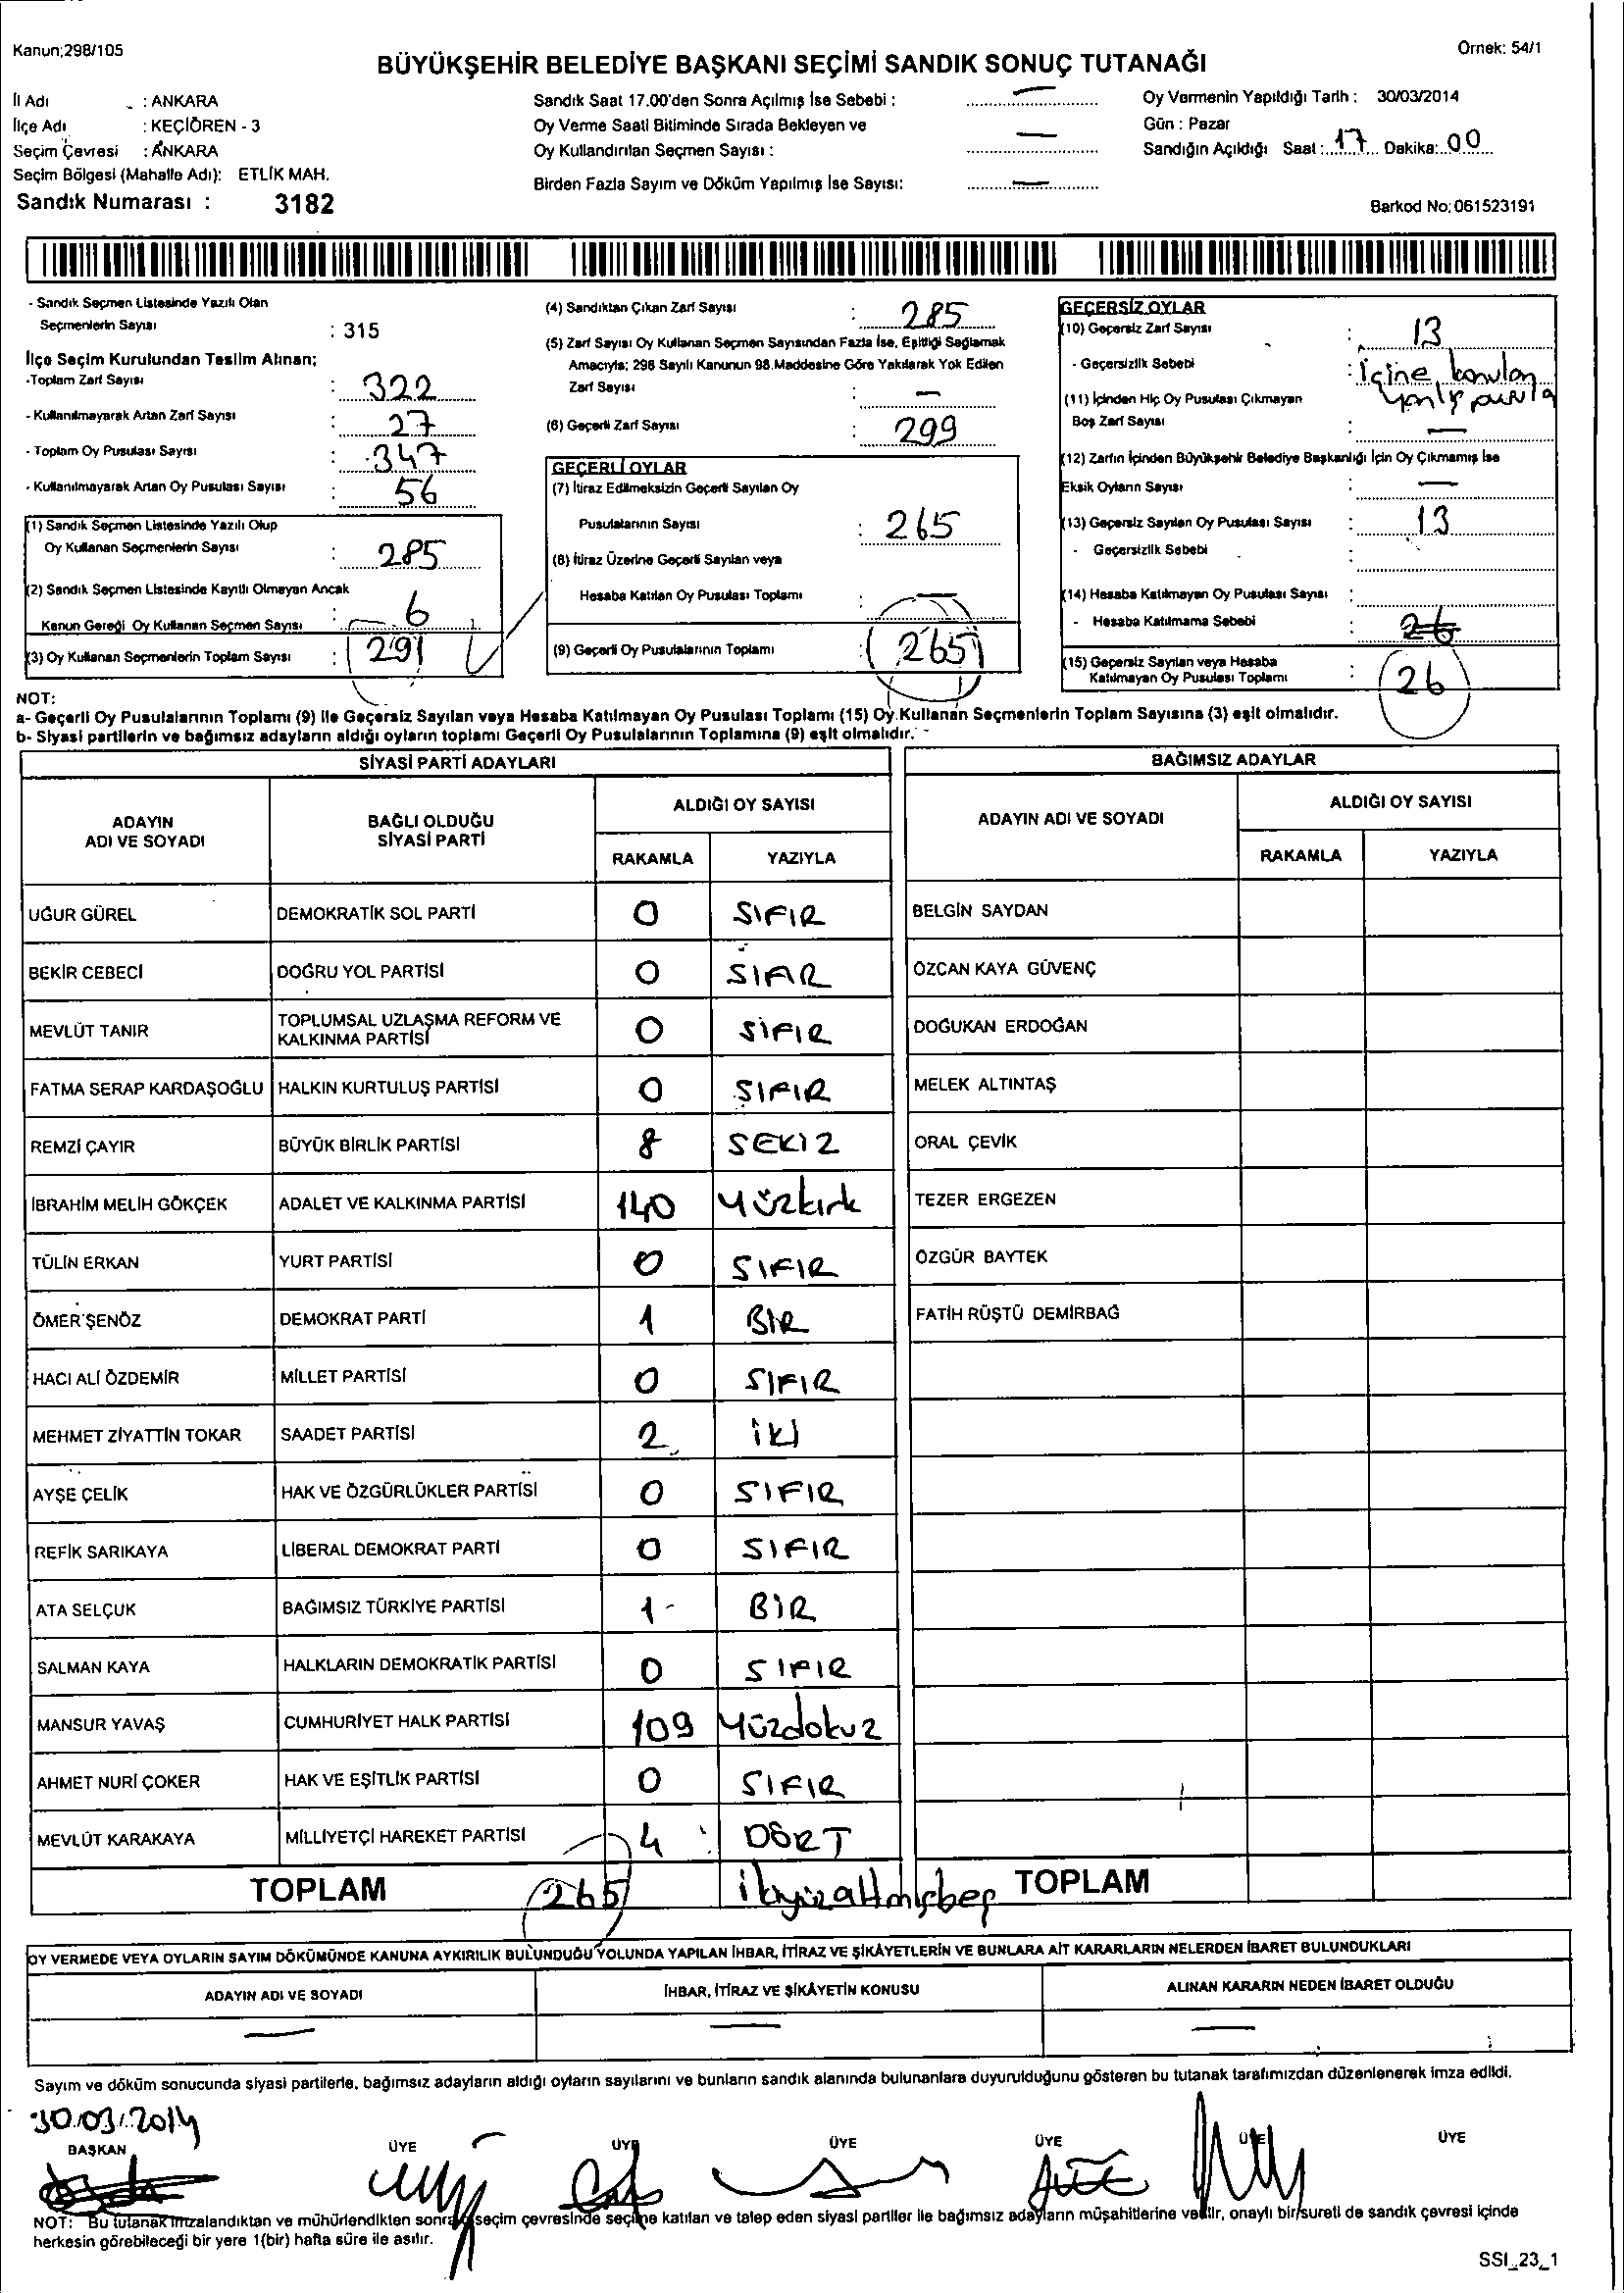 Kanun;298/105
Örnek: 54/1
BÜYÜKŞEHİR BELEDİYE BAŞKANI SEÇİMİ SANDIK SONUÇ TUTANAĞI
İl Adı : ANKARA
İlçe Adı : KEÇİÖREN - 3
Seçim Çevresi : ANKARA
Seçim Bölgesi (Mahalle Adı): ETLİK MAH.
Sandık Numarası : 3182
Sandık Saat 17.00'den Sonra Açılmış İse Sebebi : —
Oy Verme Saati Bitiminde Sırada Bekleyen ve
Oy Kullandırılan Seçmen Sayısı : —
Birden Fazla Sayım ve Döküm Yapılmış İse Sayısı: —
Oy Vermenin Yapıldığı Tarih : 30/03/2014
Gün : Pazar
Sandığın Açıldığı Saat : 17 Dakika: 00
Barkod No: 061523191
- Sandık Seçmen Listesinde Yazılı Olan
Seçmenlerin Sayısı : 315
İlçe Seçim Kurulundan Teslim Alınan;
-Toplam Zarf Sayısı : 322
- Kullanılmayarak Artan Zarf Sayısı : 27
- Toplam Oy Pusulası Sayısı : 347
- Kullanılmayarak Artan Oy Pusulası Sayısı : 56
(1) Sandık Seçmen Listesinde Yazılı Olup
Oy Kullanan Seçmenlerin Sayısı : 285
(2) Sandık Seçmen Listesinde Kayıtlı Olmayan Ancak
Kanun Gereği Oy Kullanan Seçmen Sayısı : 6
(3) Oy Kullanan Seçmenlerin Toplam Sayısı : 291
(4) Sandıktan Çıkan Zarf Sayısı : 285
(5) Zarf Sayısı Oy Kullanan Seçmen Sayısından Fazla İse, Eşitliği Sağlamak
Amacıyla; 298 Sayılı Kanunun 98.Maddesine Göre Yakılarak Yok Edilen
Zarf Sayısı : —
(6) Geçerli Zarf Sayısı : 299
GEÇERLİ OYLAR
(7) İtiraz Edilmeksizin Geçerli Sayılan Oy
Pusulalarının Sayısı : 265
(8) İtiraz Üzerine Geçerli Sayılan veya
Hesaba Katılan Oy Pusulası Toplamı : —
(9) Geçerli Oy Pusulalarının Toplamı : 265
GEÇERSİZ OYLAR
(10) Geçersiz Zarf Sayısı : 13
- Geçersizlik Sebebi : içine konulan
yanlış pusula
(11) İçinden Hiç Oy Pusulası Çıkmayan
Boş Zarf Sayısı : —
(12) Zarfın İçinden Büyükşehir Belediye Başkanlığı İçin Oy Çıkmamış İse
Eksik Oyların Sayısı : —
(13) Geçersiz Sayılan Oy Pusulası Sayısı : 13
- Geçersizlik Sebebi :
(14) Hesaba Katılmayan Oy Pusulası Sayısı :
- Hesaba Katılmama Sebebi : 26
(15) Geçersiz Sayılan veya Hesaba
Katılmayan Oy Pusulası Toplamı : 26
NOT:
a- Geçerli Oy Pusulalarının Toplamı (9) ile Geçersiz Sayılan veya Hesaba Katılmayan Oy Pusulası Toplamı (15) Oy Kullanan Seçmenlerin Toplam Sayısına (3) eşit olmalıdır.
b- Siyasi partilerin ve bağımsız adayların aldığı oyların toplamı Geçerli Oy Pusulalarının Toplamına (9) eşit olmalıdır.
SİYASİ PARTİ ADAYLARI
BAĞIMSIZ ADAYLAR
ADAYIN ADI VE SOYADI
BAĞLI OLDUĞU SİYASİ PARTİ
ALDIĞI OY SAYISI
RAKAMLA YAZIYLA
ADAYIN ADI VE SOYADI
ALDIĞI OY SAYISI
RAKAMLA YAZIYLA
UĞUR GÜREL DEMOKRATİK SOL PARTİ 0 SIFIR BELGİN SAYDAN
BEKİR CEBECİ DOĞRU YOL PARTİSİ 0 SIFIR ÖZCAN KAYA GÜVENÇ
MEVLÜT TANIR TOPLUMSAL UZLAŞMA REFORM VE KALKINMA PARTİSİ 0 SIFIR DOĞUKAN ERDOĞAN
FATMA SERAP KARDAŞOĞLU HALKIN KURTULUŞ PARTİSİ 0 SIFIR MELEK ALTINTAŞ
REMZİ ÇAYIR BÜYÜK BİRLİK PARTİSİ 8 SEKİZ ORAL ÇEVİK
İBRAHİM MELİH GÖKÇEK ADALET VE KALKINMA PARTİSİ 140 Yüzkırk TEZER ERGEZEN
TÜLİN ERKAN YURT PARTİSİ 0 SIFIR ÖZGÜR BAYTEK
ÖMER ŞENÖZ DEMOKRAT PARTİ 1 BİR FATİH RÜŞTÜ DEMİRBAĞ
HACI ALİ ÖZDEMİR MİLLET PARTİSİ 0 SIFIR
MEHMET ZİYATTİN TOKAR SAADET PARTİSİ 2 İKİ
AYŞE ÇELİK HAK VE ÖZGÜRLÜKLER PARTİSİ 0 SIFIR
REFİK SARIKAYA LİBERAL DEMOKRAT PARTİ 0 SIFIR
ATA SELÇUK BAĞIMSIZ TÜRKİYE PARTİSİ 1 BİR
SALMAN KAYA HALKLARIN DEMOKRATİK PARTİSİ 0 SIFIR
MANSUR YAVAŞ CUMHURİYET HALK PARTİSİ 109 Yüzdokuz
AHMET NURİ ÇOKER HAK VE EŞİTLİK PARTİSİ 0 SIFIR
MEVLÜT KARAKAYA MİLLİYETÇİ HAREKET PARTİSİ 4 DÖRT
TOPLAM 265 ikiyüzaltmışbeş TOPLAM
OY VERMEDE VEYA OYLARIN SAYIM DÖKÜMÜNDE KANUNA AYKIRILIK BULUNDUĞU YOLUNDA YAPILAN İHBAR, İTİRAZ VE ŞİKÂYETLERİN VE BUNLARA AİT KARARLARIN NELERDEN İBARET BULUNDUKLARI
ADAYIN ADI VE SOYADI İHBAR, İTİRAZ VE ŞİKÂYETİN KONUSU ALINAN KARARIN NEDEN İBARET OLDUĞU
— — —
Sayım ve döküm sonucunda siyasi partilerle, bağımsız adayların aldığı oyların sayılarını ve bunların sandık alanında bulunanlara duyurulduğunu gösteren bu tutanak tarafımızdan düzenlenerek imza edildi.
30.03.2014
BAŞKAN ÜYE ÜYE ÜYE ÜYE ÜYE ÜYE
NOT: Bu tutanak imzalandıktan ve mühürlendikten sonra seçim çevresinde seçime katılan ve talep eden siyasi partiler ile bağımsız adayların müşahitlerine verilir, onaylı bir sureti de sandık çevresi içinde
herkesin görebileceği bir yere 1(bir) hafta süre ile asılır.
SSI_23_1